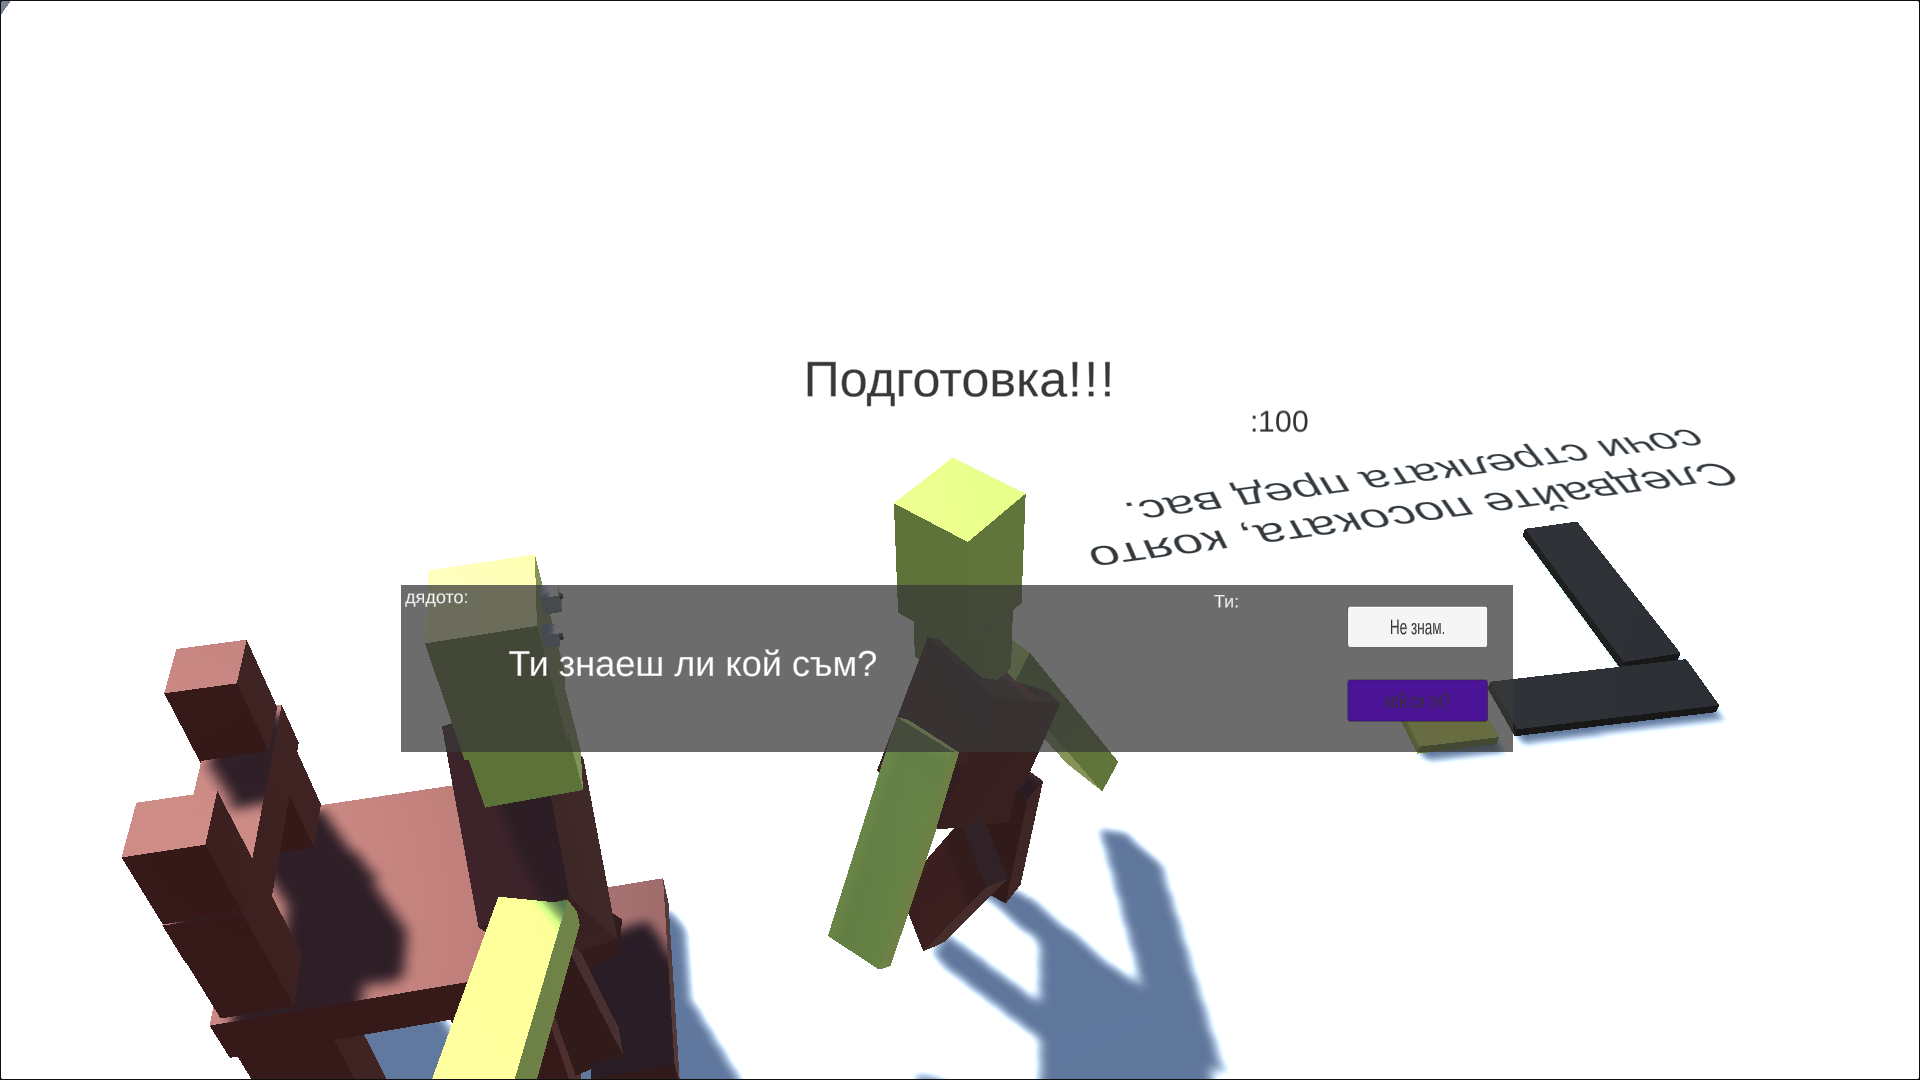 Подготовка!!!
:100
Следвайте посоката, която
сочи стрелката пред вас.
дядото:
Ти знаеш ли кой съм?
Ти:
Не знам.